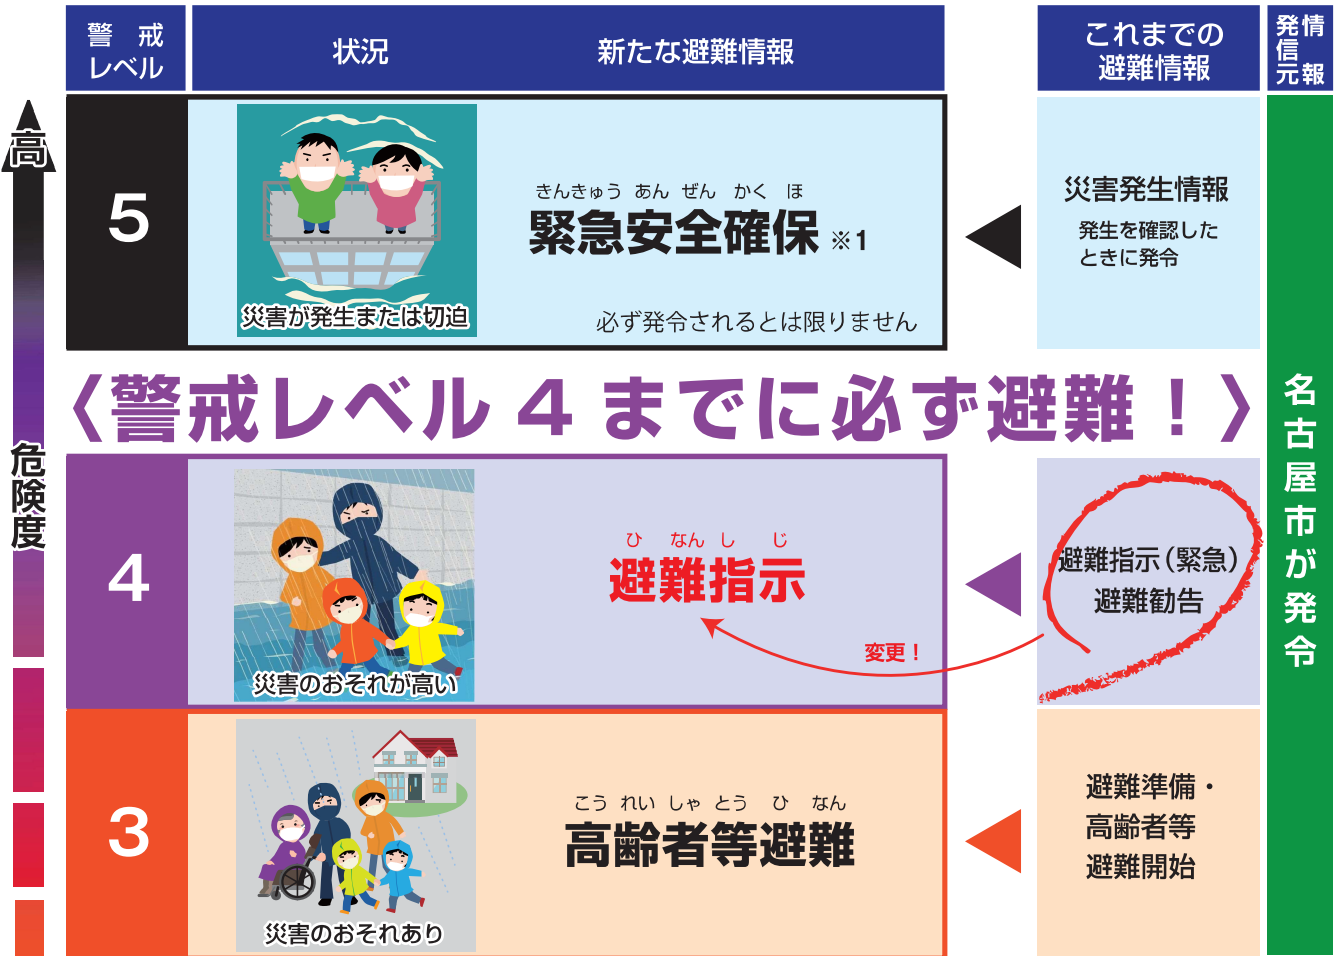 警戒
レベル
状況
新たな避難情報
これまでの
避難情報
情報
発信元
高
危険度
5
災害が発生または切迫
きんきゅう あん ぜん かく ほ
緊急安全確保 ※1
必ず発令されるとは限りません
災害発生情報
発生を確認した
ときに発令
〈警戒レベル4までに必ず避難！〉
4
災害のおそれが高い
ひ なん し じ
避難指示
変更！
避難指示（緊急）
避難勧告
3
災害のおそれあり
こう れい しゃ とう ひ なん
高齢者等避難
避難準備・
高齢者等
避難開始
名古屋市が発令